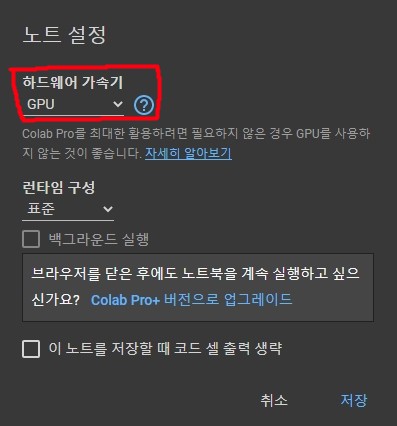 노트 설정
하드웨어 가속기
GPU
Colab Pro를 최대한 활용하려면 필요하지 않은 경우 GPU를 사용하
지 않는 것이 좋습니다. 자세히 알아보기
런타임 구성
표준
백그라운드 실행
브라우저를 닫은 후에도 노트북을 계속 실행하고 싶으
신가요? Colab Pro+ 버전으로 업그레이드
이 노트를 저장할 때 코드 셀 출력 생략
취소 저장